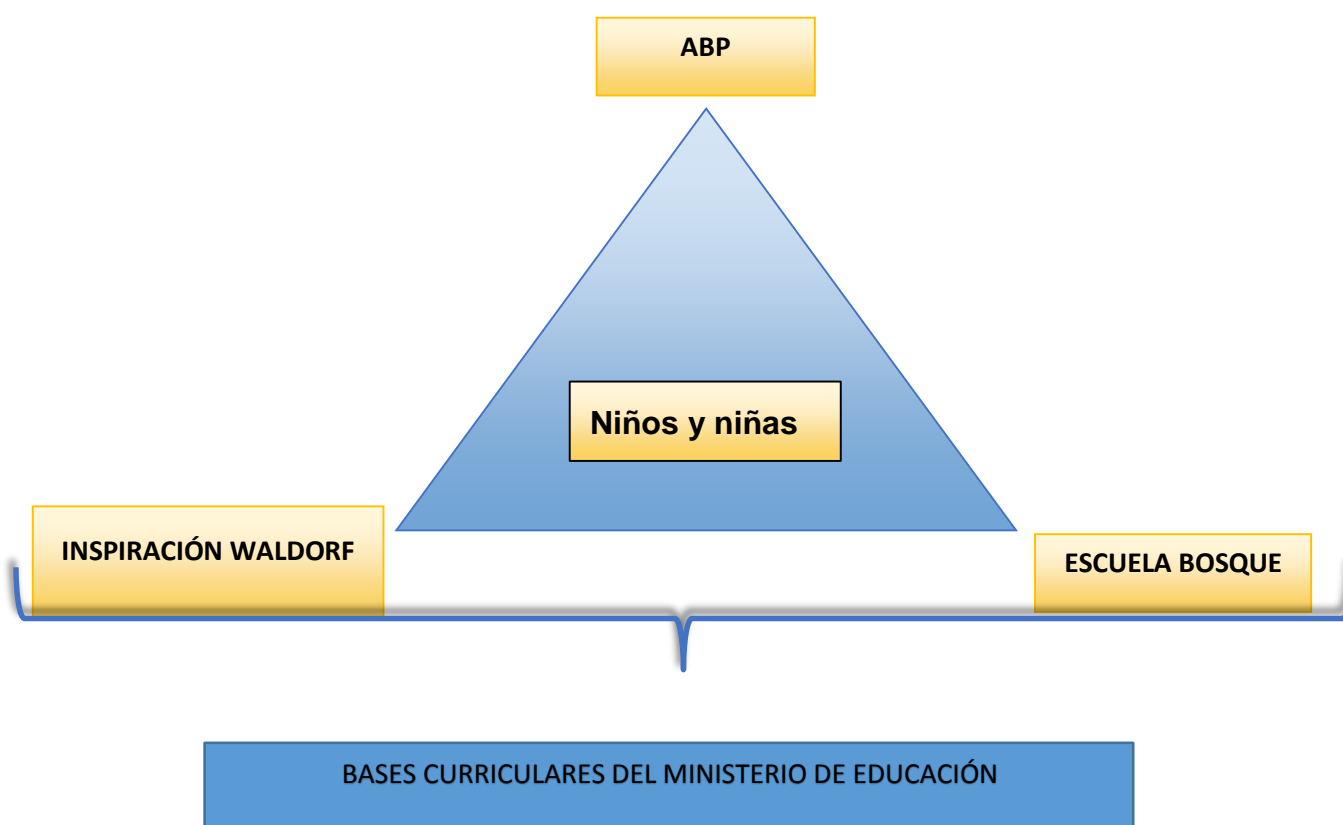 ABP
Niños y niñas
INSPIRACIÓN WALDORF
ESCUELA BOSQUE
BASES CURRICULARES DEL MINISTERIO DE EDUCACIÓN